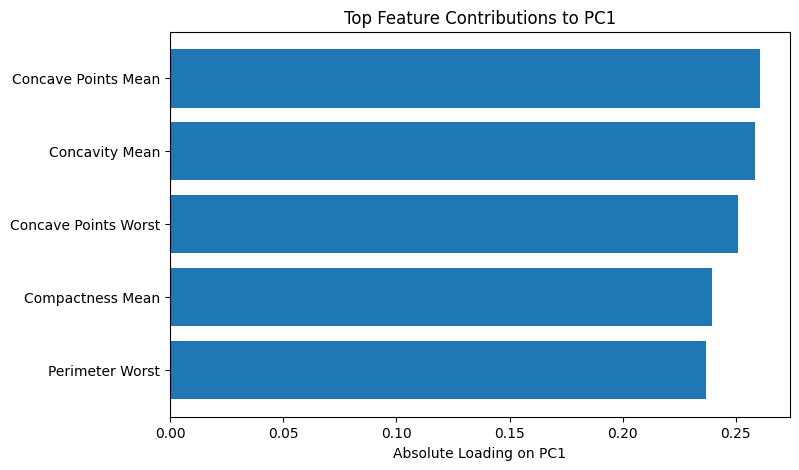 Top Feature Contributions to PC1
Concave Points Mean
Concavity Mean
Concave Points Worst
Compactness Mean
Perimeter Worst
0.00 0.05 0.10 0.15 0.20 0.25
Absolute Loading on PC1